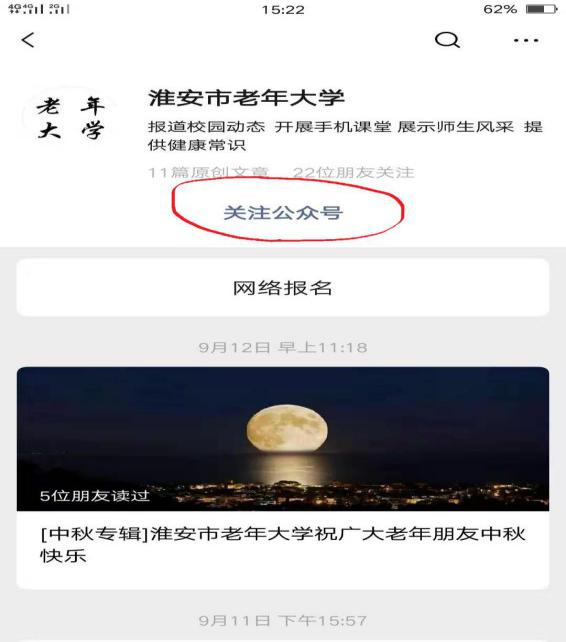 4G 4G 2G 15:22 62%
老年
大学
淮安市老年大学
报道校园动态 开展手机课堂 展示师生风采 提
供健康常识
11篇原创文章 22位朋友关注
关注公众号
网络报名
9月12日 早上11:18
5位朋友读过
[中秋专辑]淮安市老年大学祝广大老年朋友中秋
快乐
9月11日 下午15:57